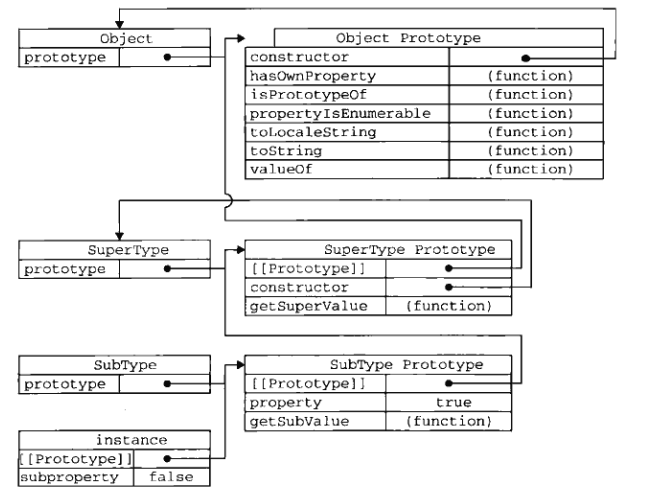 Object
prototype
Object Prototype
constructor
hasOwnProperty (function)
isPrototypeOf (function)
propertyIsEnumerable (function)
toLocaleString (function)
toString (function)
valueOf (function)
SuperType
prototype
SuperType Prototype
[[Prototype]]
constructor
getSuperValue (function)
SubType
prototype
SubType Prototype
[[Prototype]]
property true
getSubValue (function)
instance
[[Prototype]]
subproperty false